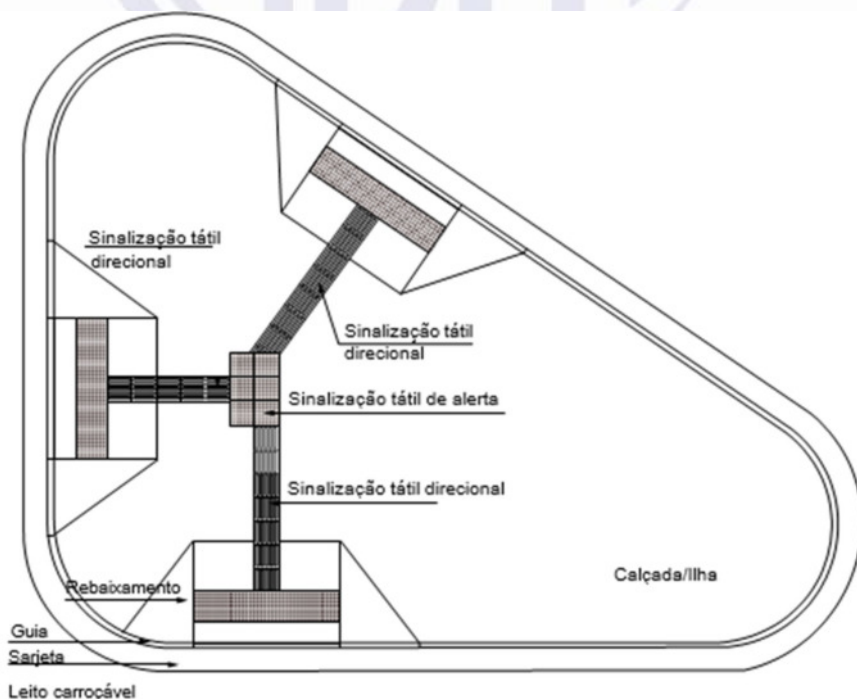 Sinalização tátil
direcional
Sinalização tátil
direcional
Sinalização tátil de alerta
Sinalização tátil direcional
Calçada/Ilha
Rebaixamento
Guia
Sarjeta
Leito carroçável